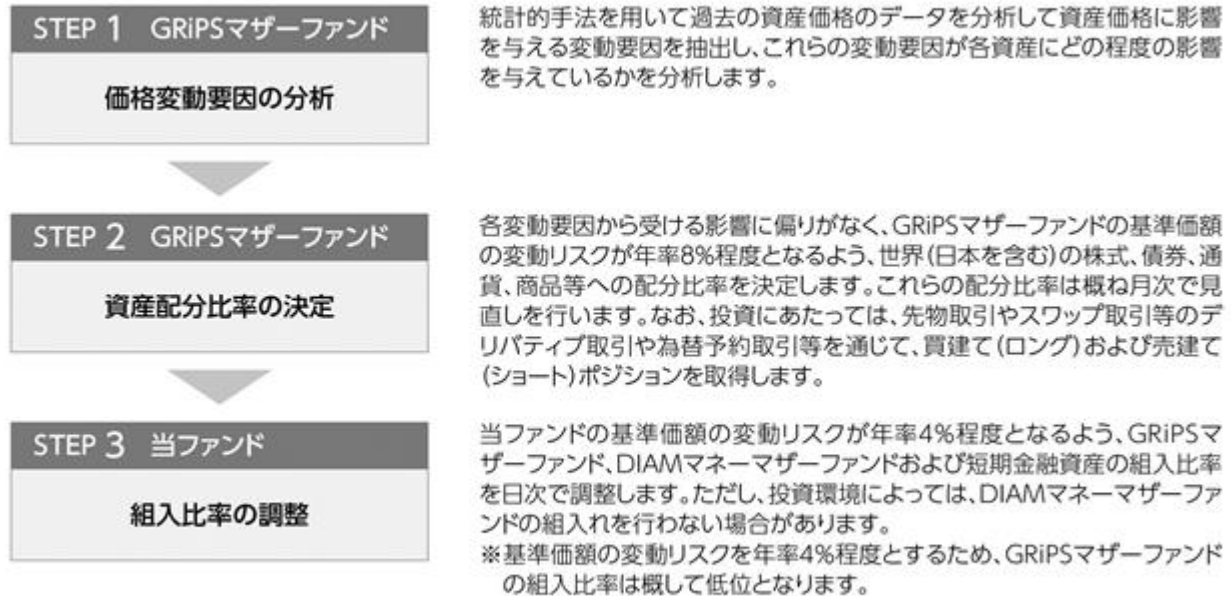 STEP 1 GRiPSマザーファンド
価格変動要因の分析
統計的手法を用いて過去の資産価格のデータを分析して資産価格に影響
を与える変動要因を抽出し、これらの変動要因が各資産にどの程度の影響
を与えているかを分析します。
STEP 2 GRiPSマザーファンド
資産配分比率の決定
各変動要因から受ける影響に偏りがなく、GRiPSマザーファンドの基準価額
の変動リスクが年率8%程度となるよう、世界(日本を含む)の株式、債券、通
貨、商品等への配分比率を決定します。これらの配分比率は概ね月次で見
直しを行います。なお、投資にあたっては、先物取引やスワップ取引等のデ
リバティブ取引や為替予約取引等を通じて、買建て(ロング)および売建て
(ショート)ポジションを取得します。
STEP 3 当ファンド
組入比率の調整
当ファンドの基準価額の変動リスクが年率4%程度となるよう、GRiPSマ
ザーファンド、DIAMマネーマザーファンドおよび短期金融資産の組入比率
を日次で調整します。ただし、投資環境によっては、DIAMマネーマザーファ
ンドの組入れを行わない場合があります。
※基準価額の変動リスクを年率4%程度とするため、GRiPSマザーファンド
の組入比率は概して低位となります。